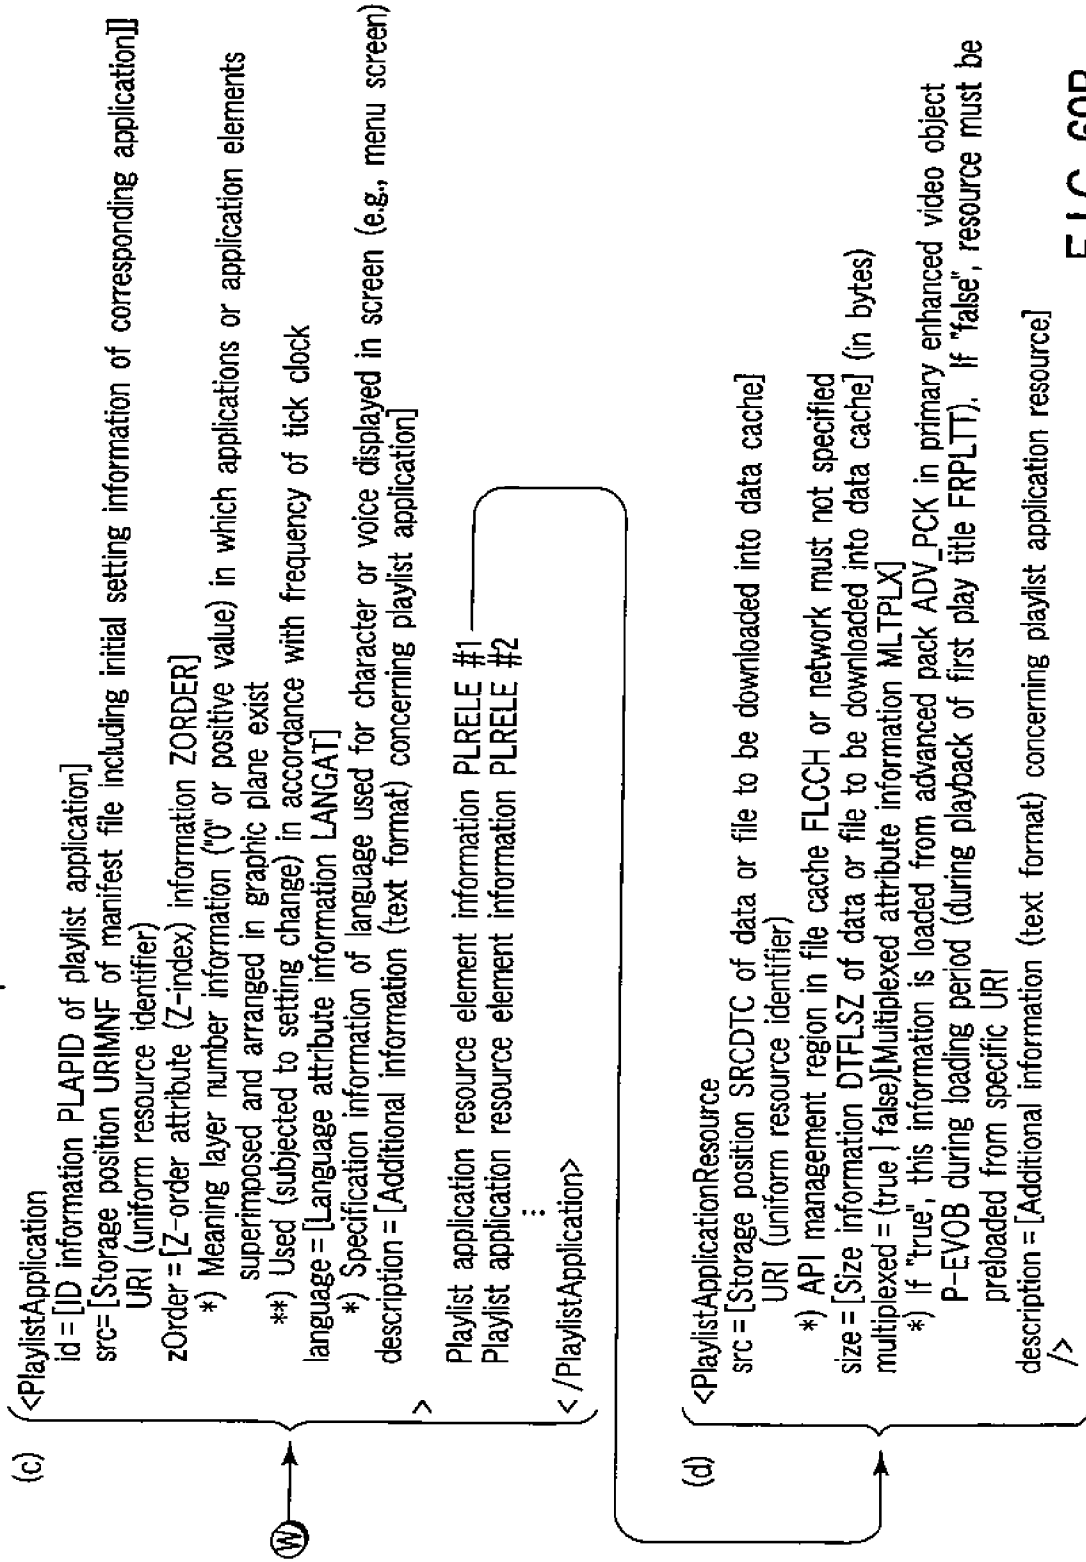 (c)
<PlaylistApplication
id = [ID information PLAPID of playlist application]
src= [Storage position URIMNF of manifest file including initial setting information of corresponding application]]
URI (uniform resource identifier)
zOrder = [Z-order attribute (Z-index) information ZORDER]
*) Meaning layer number information ("0" or positive value) in which applications or application elements
superimposed and arranged in graphic plane exist
**) Used (subjected to setting change) in accordance with frequency of tick clock
language = [Language attribute information LANGAT]
*) Specification information of language used for character or voice displayed in screen (e.g., menu screen)
description = [Additional information (text format) concerning playlist application]
>
Playlist application resource element information PLRELE #1
Playlist application resource element information PLRELE #2
⋮
< /PlaylistApplication>
W
(d)
<PlaylistApplicationResource
src = [Storage position SRCDTC of data or file to be downloaded into data cache]
URI (uniform resource identifier)
*) API management region in file cache FLCCH or network must not specified
size = [Size information DTFLSZ of data or file to be downloaded into data cache] (in bytes)
multiplexed = (true | false)[Multiplexed attribute information MLTPLX]
*) If "true", this information is loaded from advanced pack ADV_PCK in primary enhanced video object
P-EVOB during loading period (during playback of first play title FRPLTT). If "false", resource must be
preloaded from specific URI
description = [Additional information (text format) concerning playlist application resource]
/>